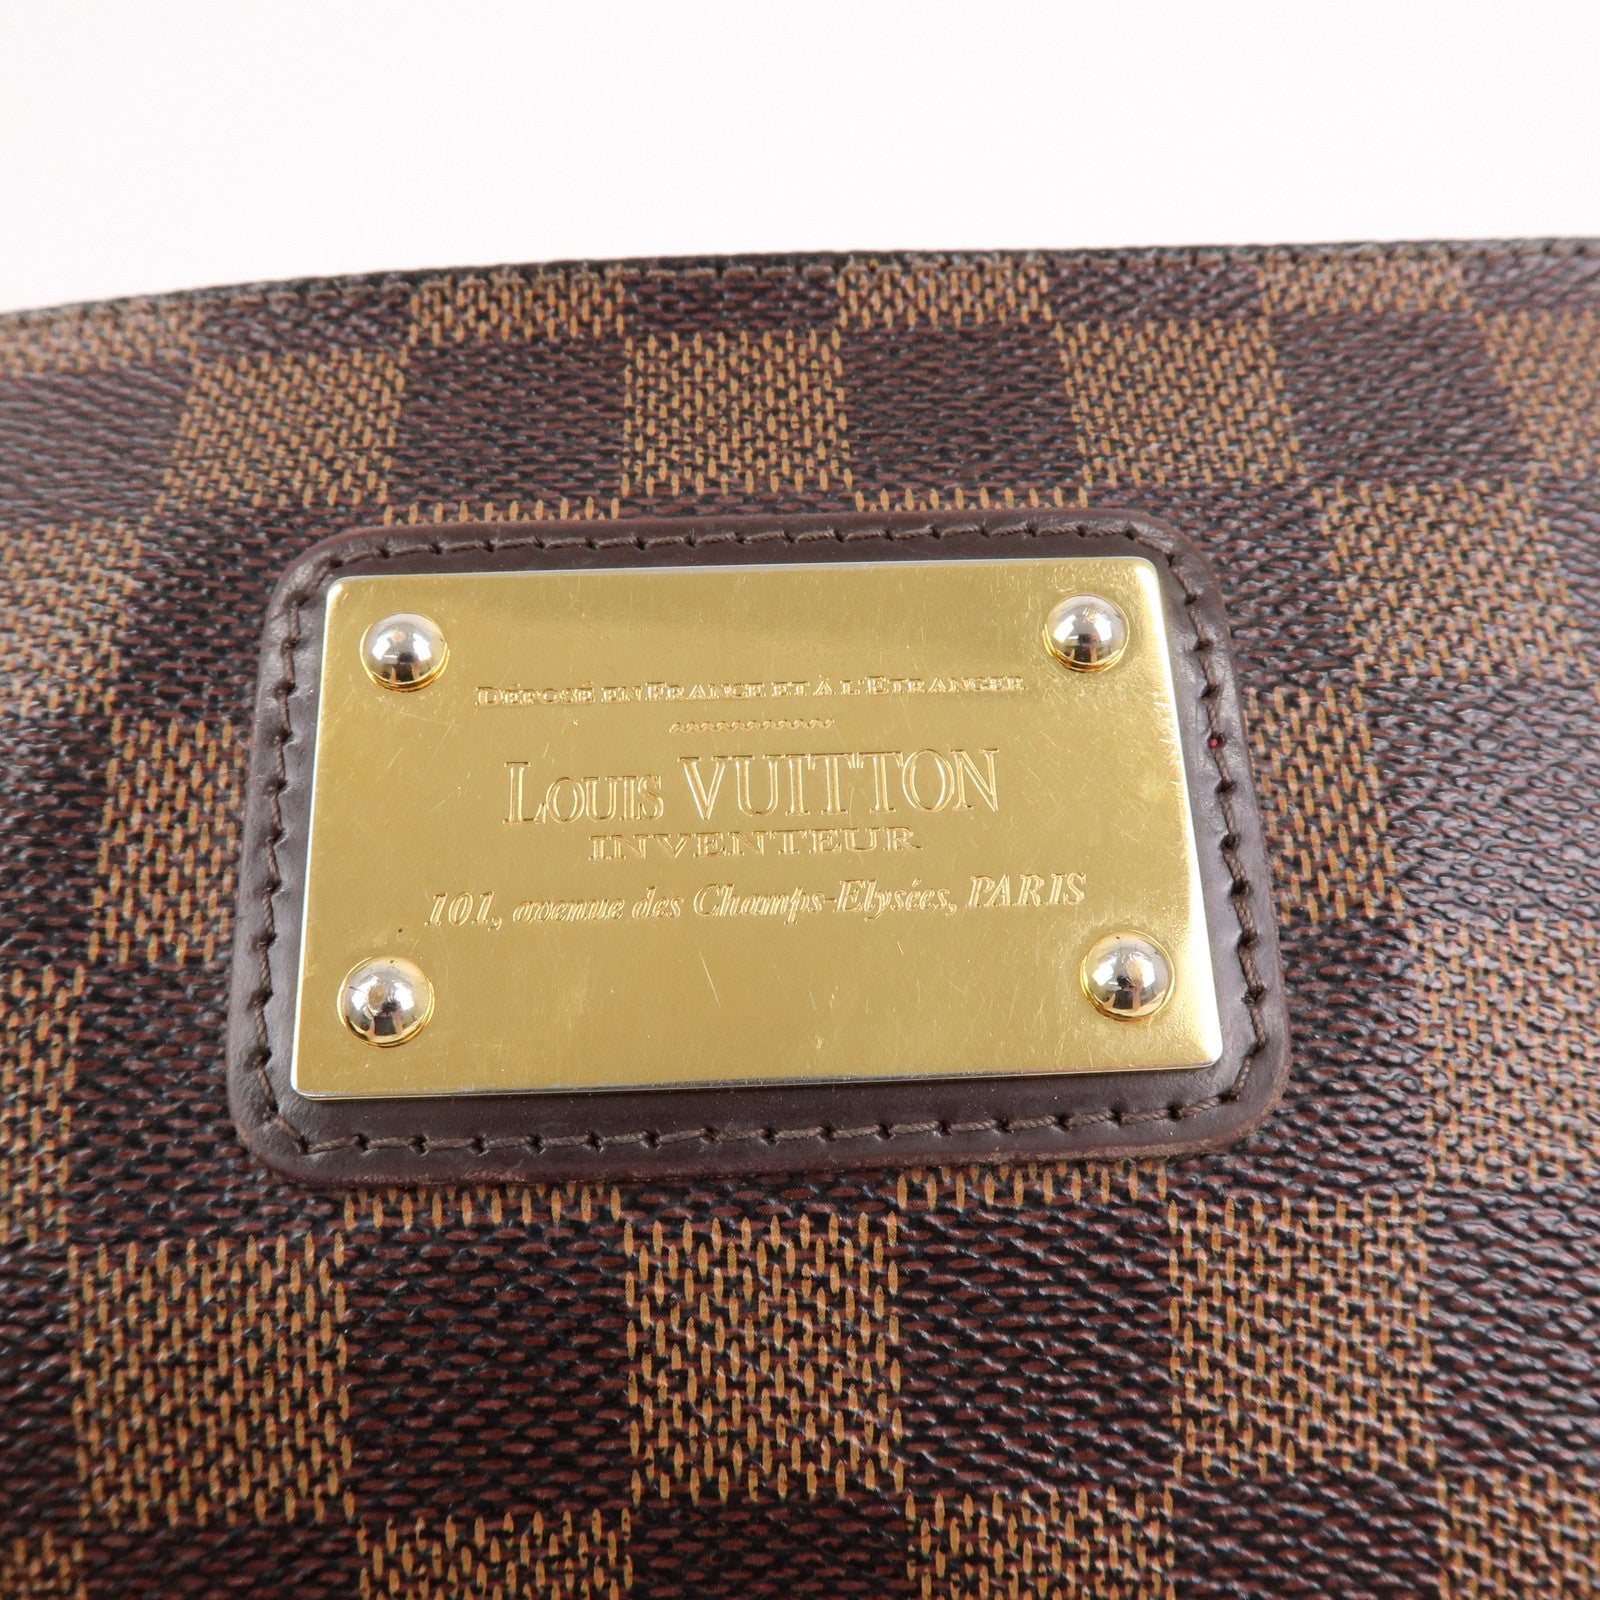 DÉPOSÉ EN FRANCE ET À L'ETRANGER
LOUIS VUITTON
INVENTEUR
101, avenue des Champs-Elysées, PARIS